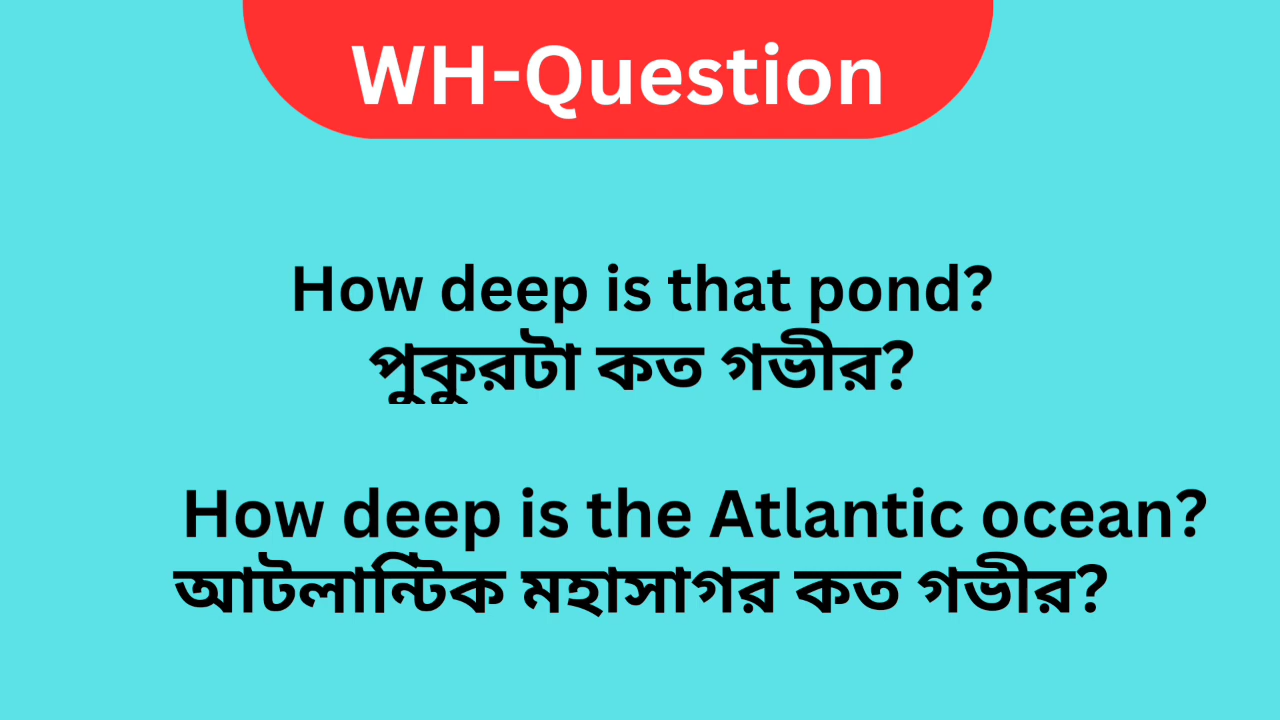 WH-Question
How deep is that pond?
পুকুরটা কত গভীর?
How deep is the Atlantic ocean?
আটলান্টিক মহাসাগর কত গভীর?